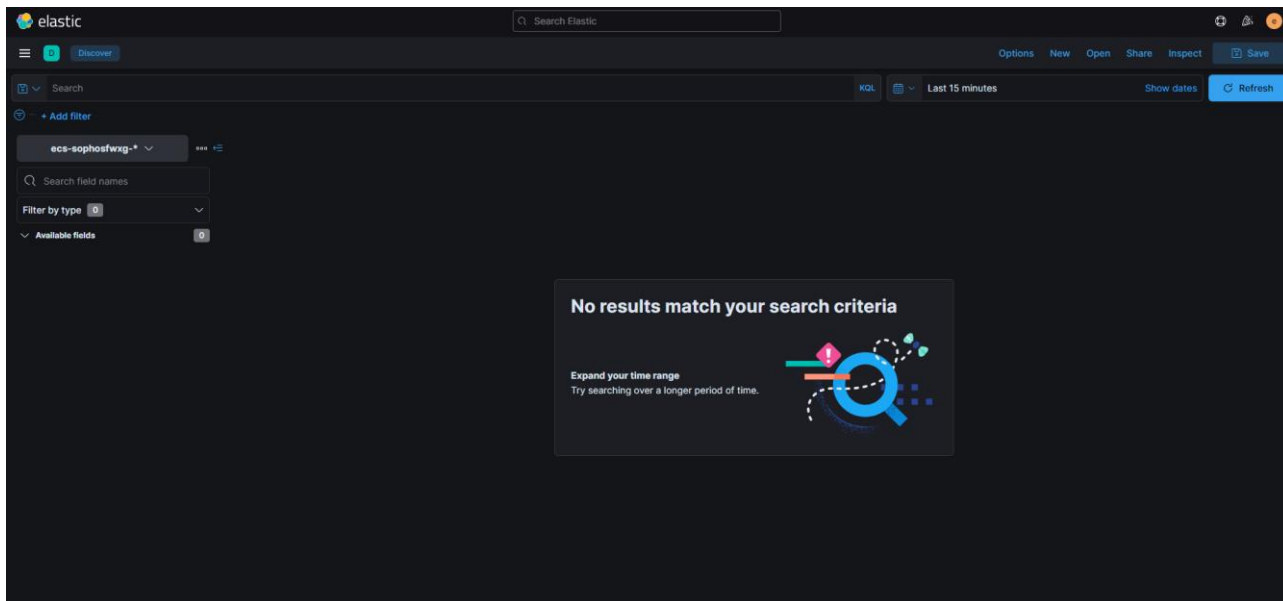 elastic
Search Elastic
e
D
Discover
Options New Open Share Inspect Save
Search
KQL
Last 15 minutes
Show dates
Refresh
+ Add filter
ecs-sophosfwxg-*
Search field names
Filter by type 0
Available fields 0
No results match your search criteria
Expand your time range
Try searching over a longer period of time.